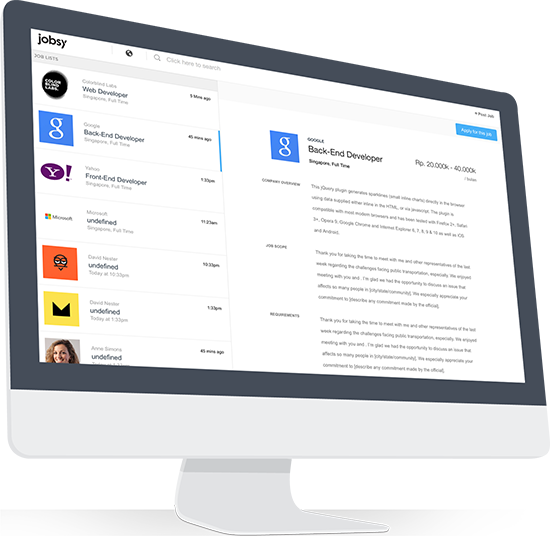 jobsy
Click here to search
+ Post Job
JOB LISTS
COLOR
BLIND
LABS.
Colorblind Labs
Web Developer
Singapore, Full Time
5 Mins ago
g
Google
Back-End Developer
Singapore, Full Time
45 mins ago
Y!
Yahoo
Front-End Developer
Singapore, Full Time
1:33pm
Microsoft
Microsoft
undefined
Singapore, Full Time
11:23am
David Nester
undefined
Today at 10:33pm
10:33pm
David Nester
undefined
Today at 1:33pm
1:33pm
Anna Simons
undefined
45 mins ago
Apply for the job
g
GOOGLE
Back-End Developer
Singapore, Full Time
Rp. 20.000k - 40.000k
COMPANY OVERVIEW
This jQuery plugin generates sparklines (small inline charts) directly in the browser
using data supplied either inline in the HTML, or via javascript. The plugin is
compatible with most modern browsers and has been tested with Firefox 2+, Safari
3+, Opera 9, Google Chrome and Internet Explorer 6, 7, 8, 9 & 10 as well as iOS
and Android.
JOB SCOPE
Thank you for taking the time to meet with me and other representatives of the last
week regarding the challenges facing public transportation, especially. We enjoyed
meeting with you and . I'm glad we had the opportunity to discuss an issue that
affects so many people in [city/state/community]. We especially appreciate your
commitment to [describe any commitment made by the official].
REQUIREMENTS
Thank you for taking the time to meet with me and other representatives of the last
week regarding the challenges facing public transportation, especially. We enjoyed
meeting with you and . I'm glad we had the opportunity to discuss an issue that
affects so many people in [city/state/community]. We especially appreciate your
commitment to [describe any commitment made by the official].